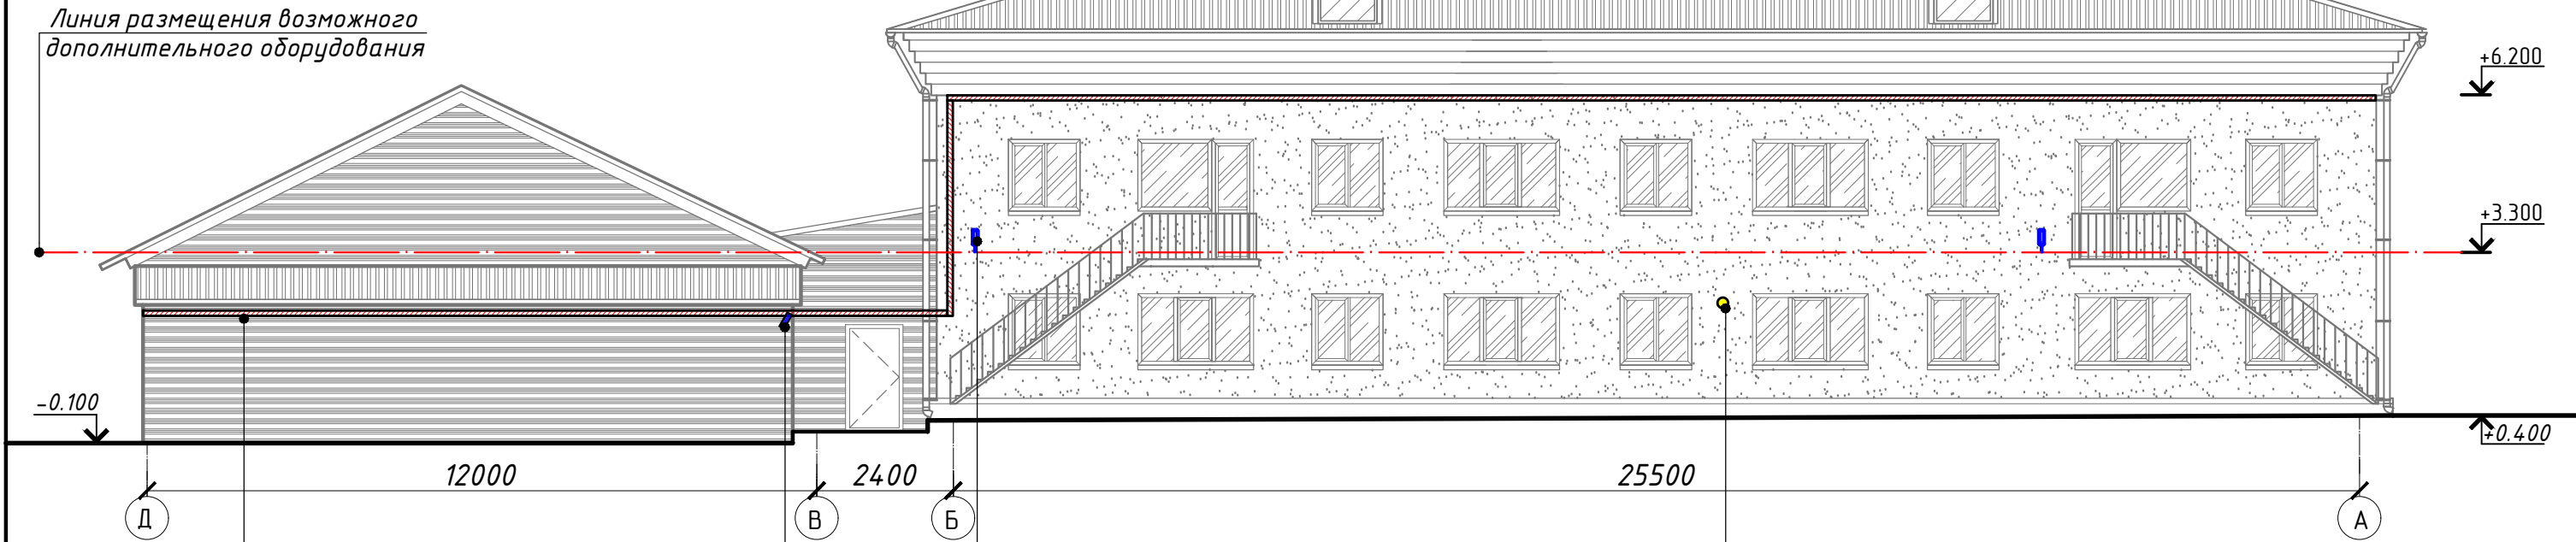 Линия размещения возможного
дополнительного оборудования
+6.200
+3.300
-0.100
+0.400
12000
2400
25500
Д
В
Б
А